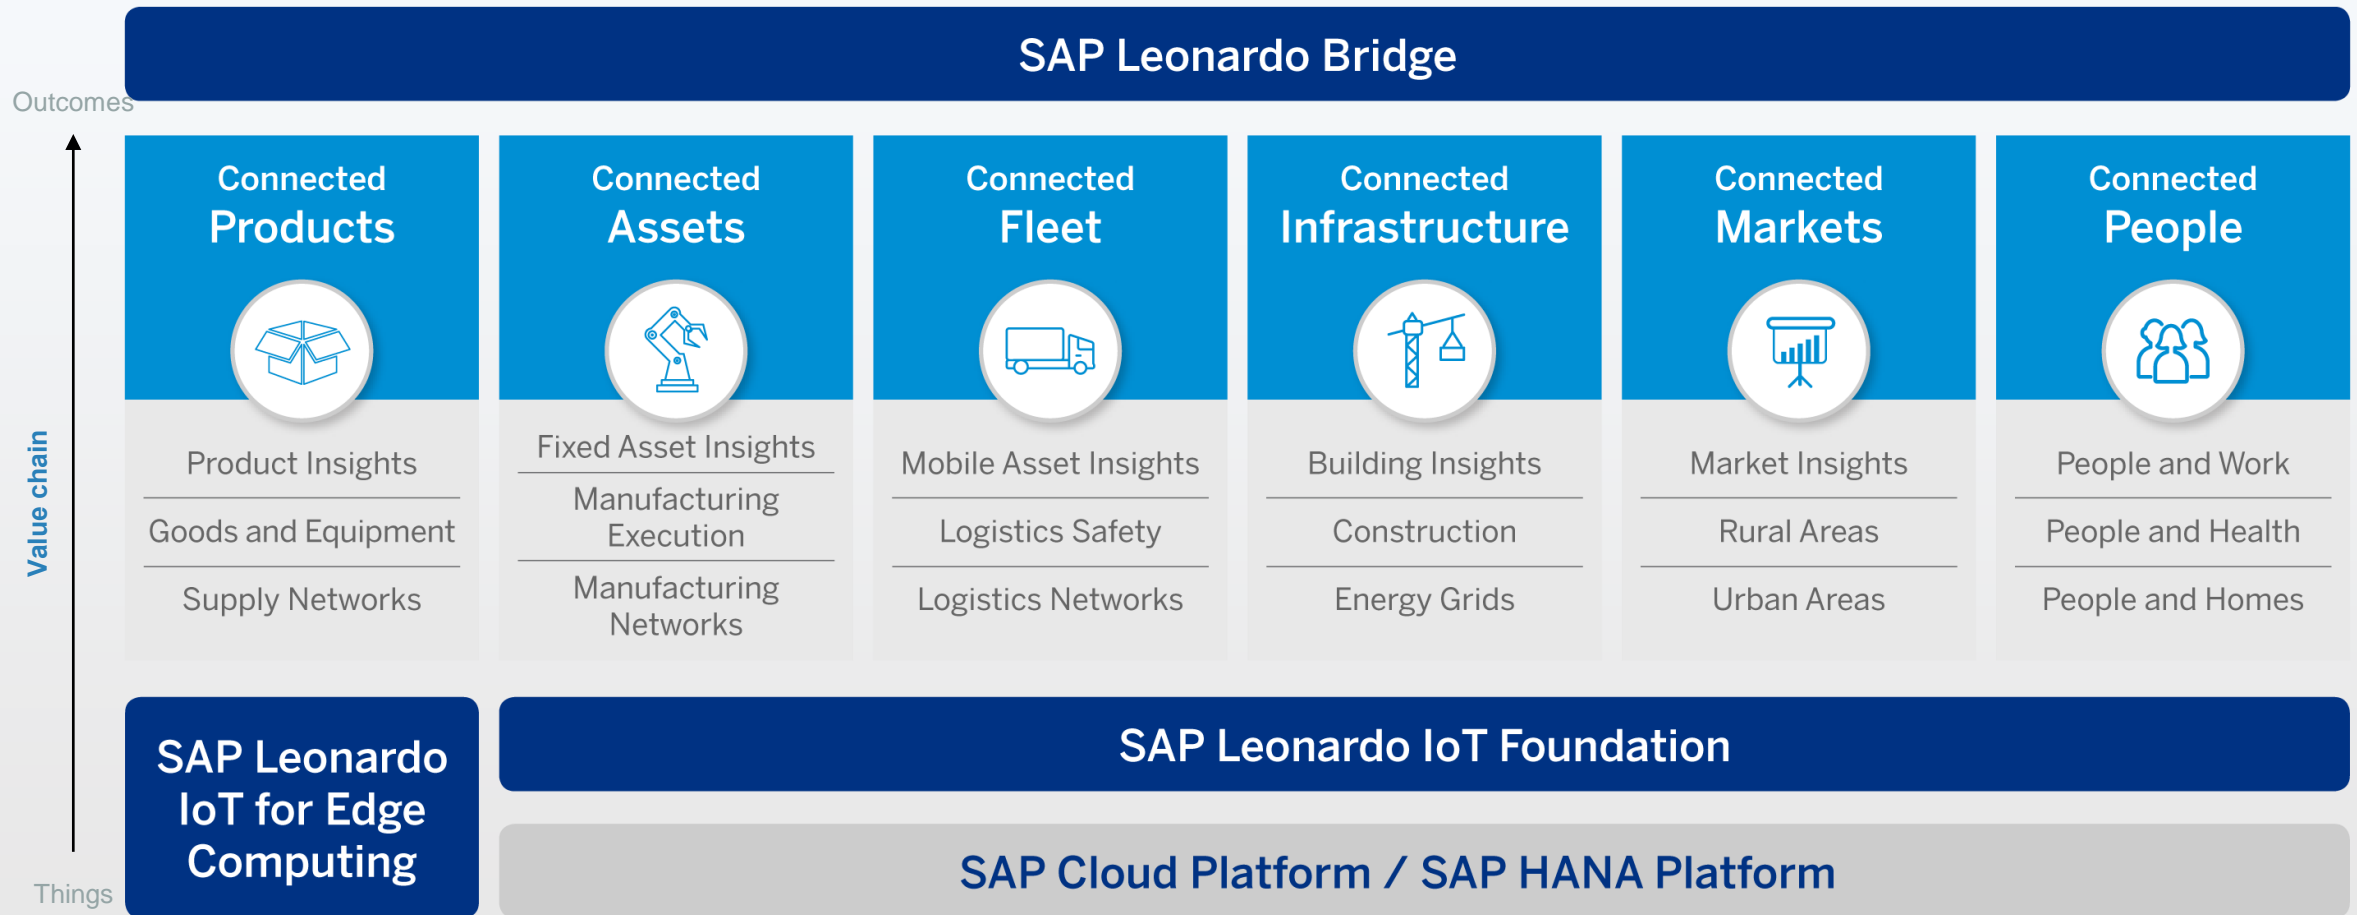 SAP Leonardo Bridge
Outcomes
Value chain
Things
Connected
Products
Product Insights
Goods and Equipment
Supply Networks
Connected
Assets
Fixed Asset Insights
Manufacturing
Execution
Manufacturing
Networks
Connected
Fleet
Mobile Asset Insights
Logistics Safety
Logistics Networks
Connected
Infrastructure
Building Insights
Construction
Energy Grids
Connected
Markets
Market Insights
Rural Areas
Urban Areas
Connected
People
People and Work
People and Health
People and Homes
SAP Leonardo
IoT for Edge
Computing
SAP Leonardo IoT Foundation
SAP Cloud Platform / SAP HANA Platform